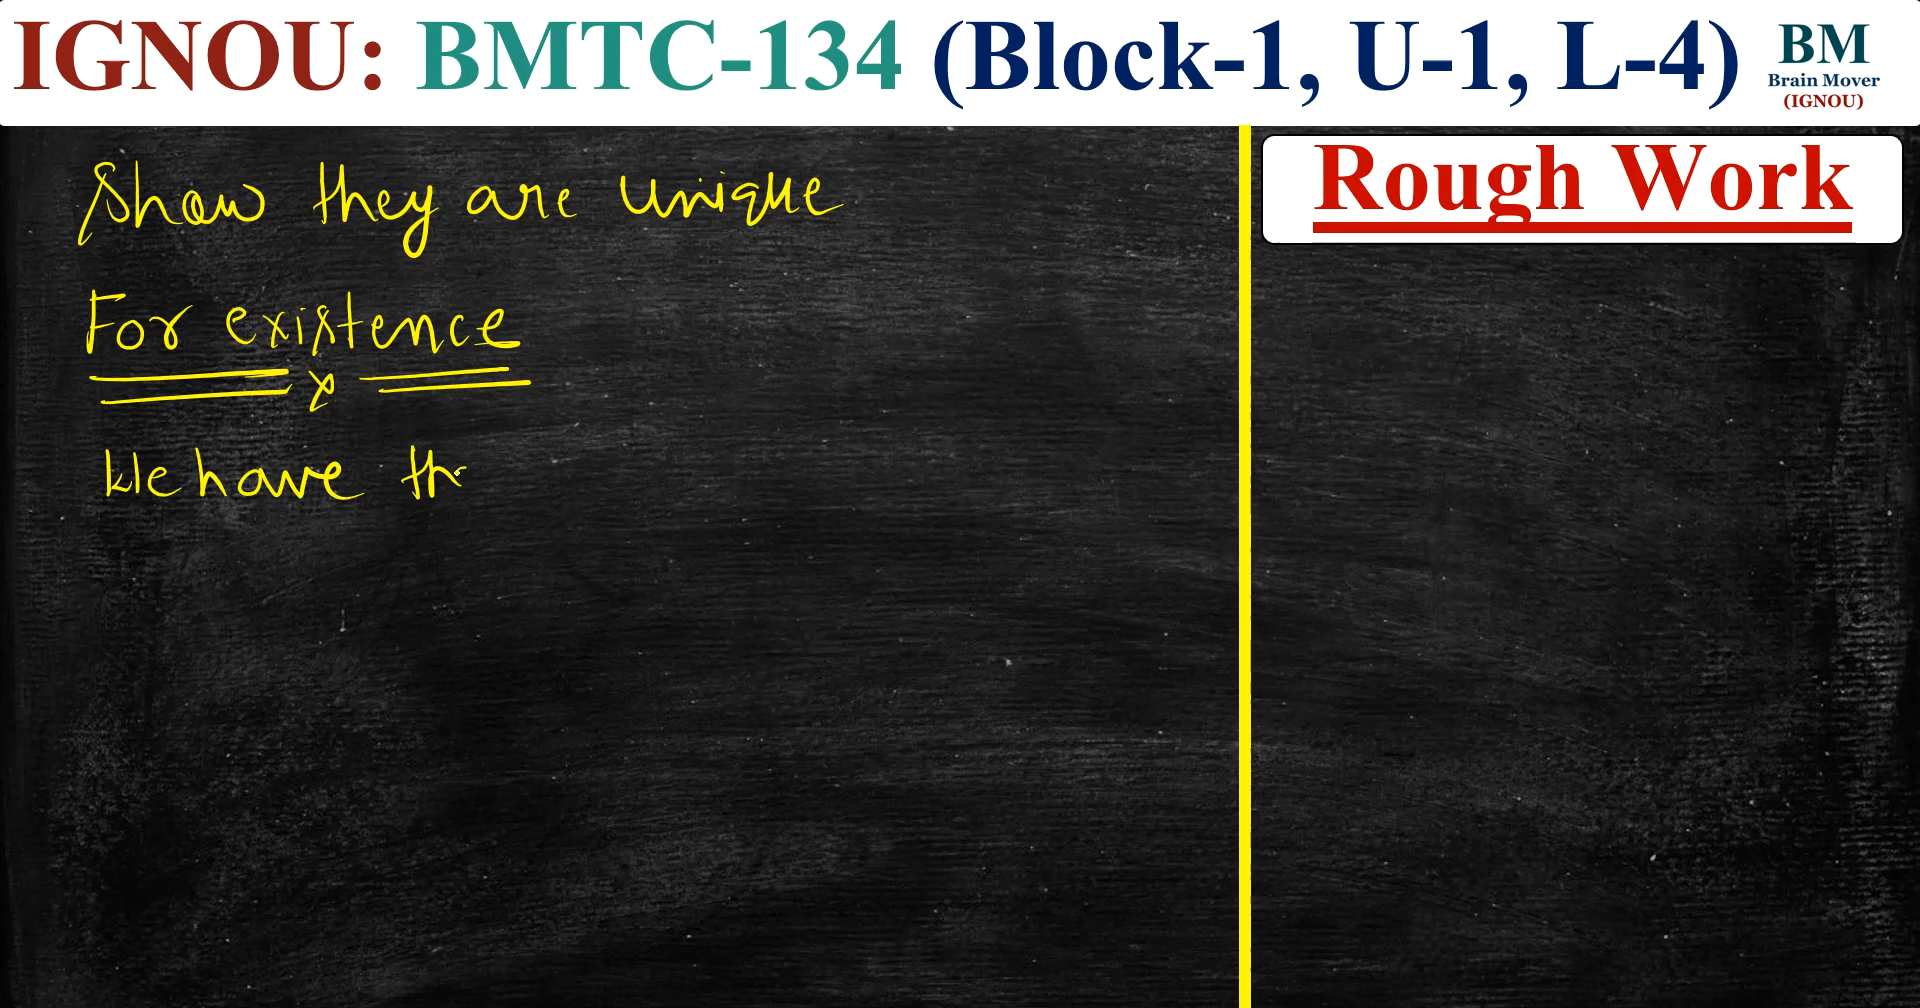 IGNOU: BMTC-134 (Block-1, U-1, L-4)
BM
Brain Mover
(IGNOU)
Rough Work
Show they are unique
For existence
We have th